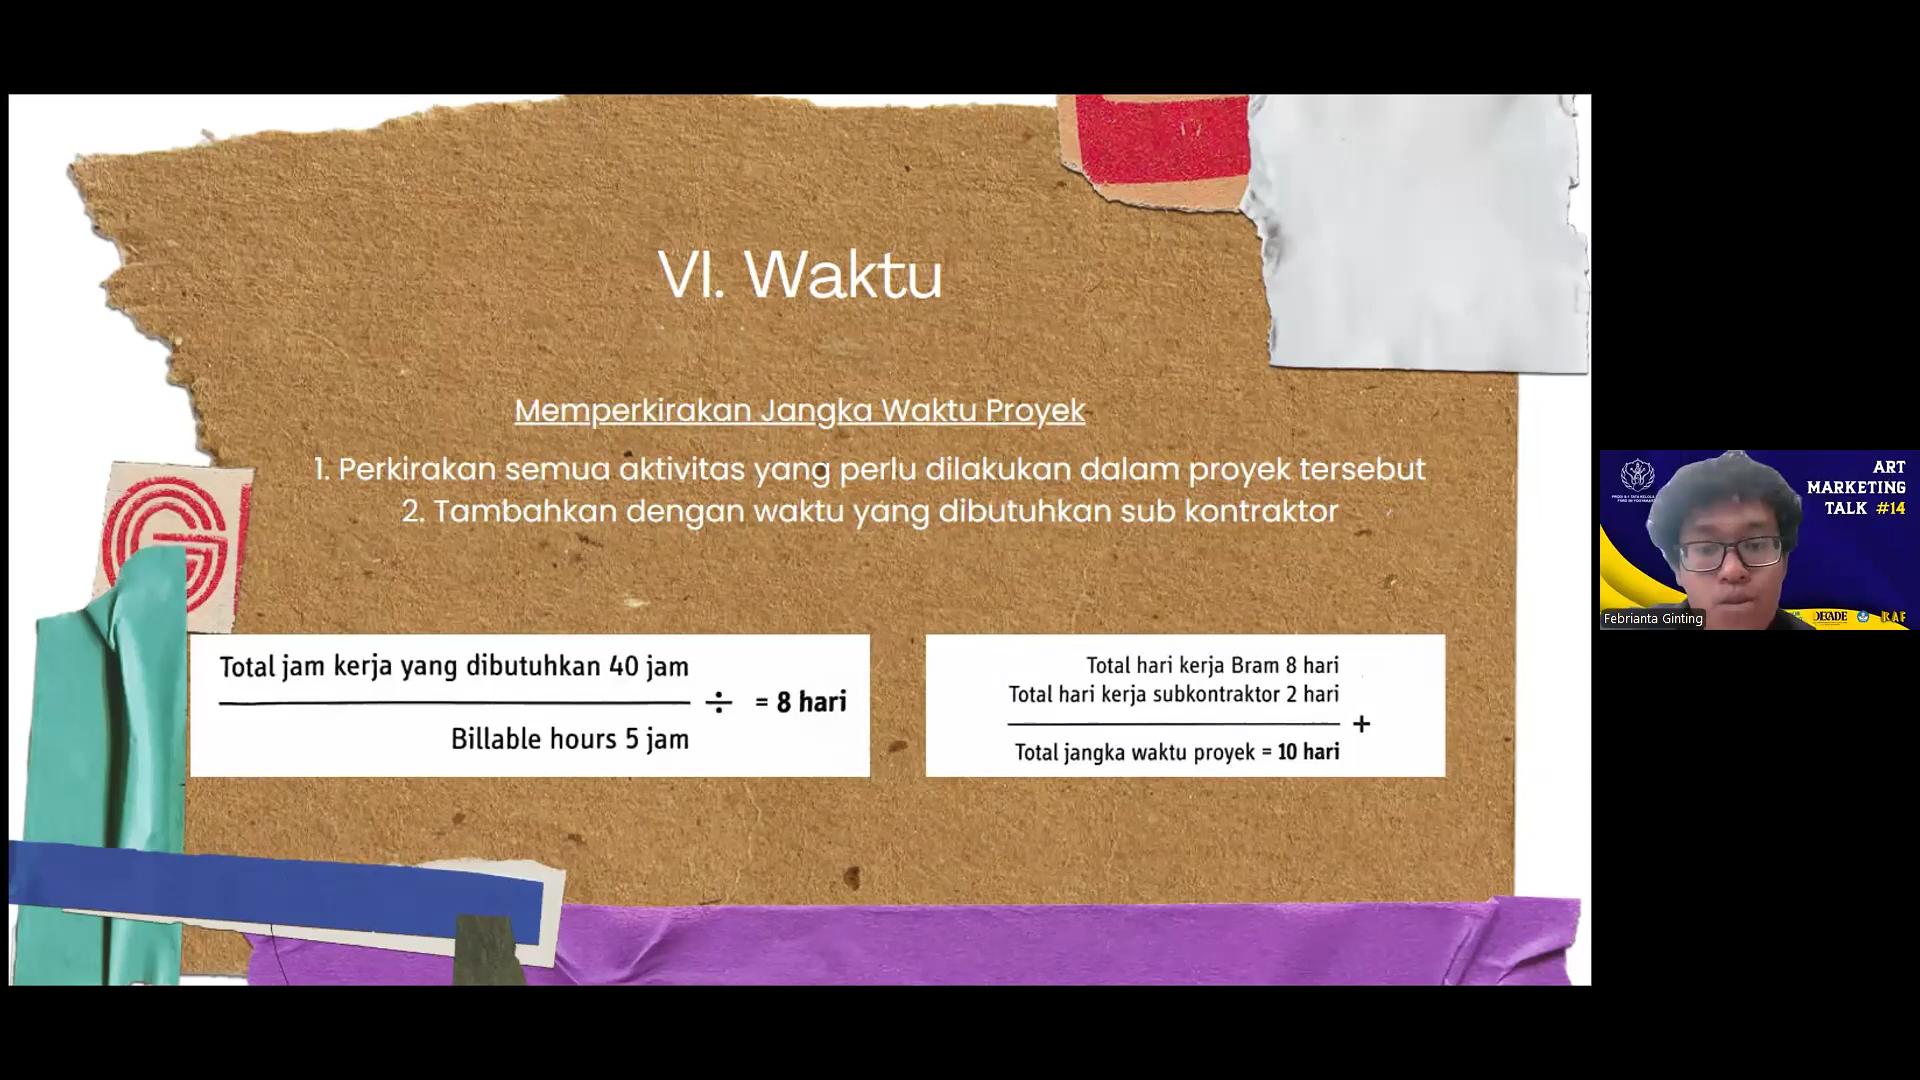 VI. Waktu
Memperkirakan Jangka Waktu Proyek
1. Perkirakan semua aktivitas yang perlu dilakukan dalam proyek tersebut
2. Tambahkan dengan waktu yang dibutuhkan sub kontraktor
Total jam kerja yang dibutuhkan 40 jam
÷ = 8 hari
Billable hours 5 jam
Total hari kerja Bram 8 hari
Total hari kerja subkontraktor 2 hari
+
Total jangka waktu proyek = 10 hari
ART
MARKETING
TALK #14
Febrianta Ginting
DECADE